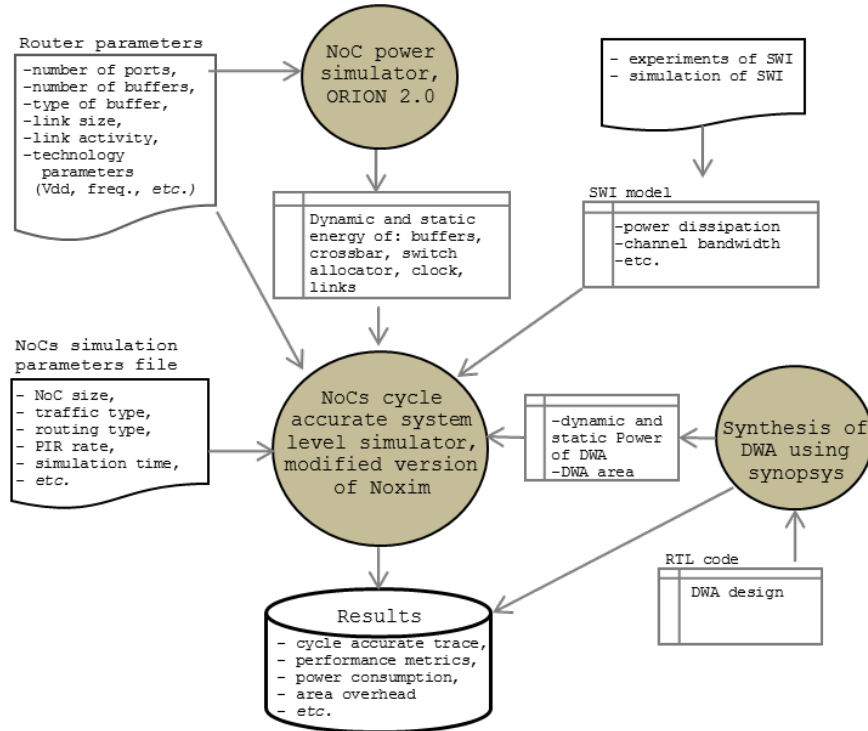 Router parameters
-number of ports,
-number of buffers,
-type of buffer,
-link size,
-link activity,
-technology
parameters
(Vdd, freq., etc.)
NoC power
simulator,
ORION 2.0
- experiments of SWI
- simulation of SWI
Dynamic and static
energy of: buffers,
crossbar, switch
allocator, clock,
links
SWI model
-power dissipation
-channel bandwidth
-etc.
NoCs simulation
parameters file
- NoC size,
- traffic type,
- routing type,
- PIR rate,
- simulation time,
- etc.
NoCs cycle
accurate system
level simulator,
modified version
of Noxim
-dynamic and
static Power
of DWA
-DWA area
Synthesis of
DWA using
synopsys
RTL code
DWA design
Results
- cycle accurate trace,
- performance metrics,
- power consumption,
- area overhead
- etc.